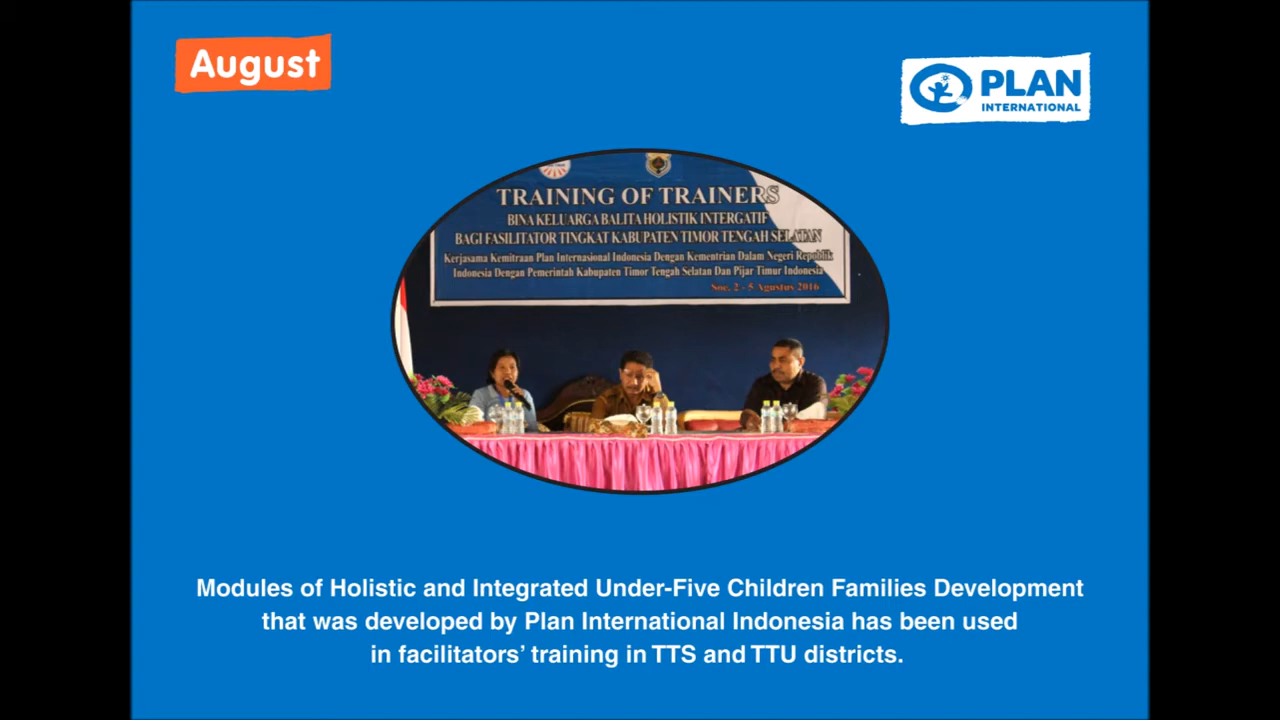 August
PLAN
INTERNATIONAL
TRAINING OF TRAINERS
BINA KELUARGA BALITA HOLISTIK INTERGATIF
BAGI FASILITATOR TINGKAT KABUPATEN TIMOR TENGAH SELATAN
Kerjasama Kemitraan Plan Internasional Indonesia Dengan Kementrian Dalam Negeri Republik
Indonesia Dengan Pemerintah Kabupaten Timor Tengah Selatan Dan Pijar Timur Indonesia
Soe, 2 - 5 Agustus 2016
Modules of Holistic and Integrated Under-Five Children Families Development
that was developed by Plan International Indonesia has been used
in facilitators’ training in TTS and TTU districts.